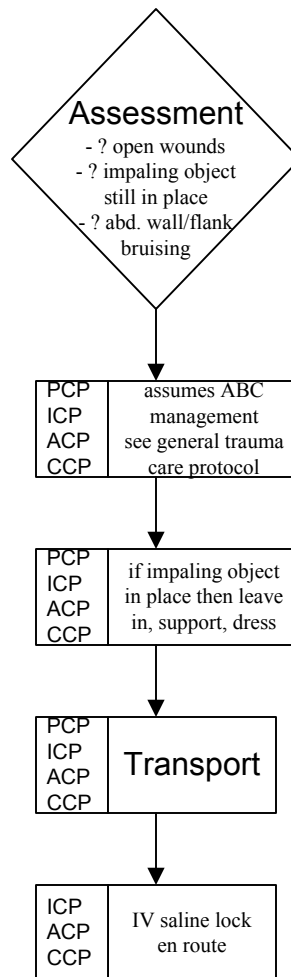 Assessment
- ? open wounds
- ? impaling object
still in place
- ? abd. wall/flank
bruising
PCP
ICP
ACP
CCP
assumes ABC
management
see general trauma
care protocol
PCP
ICP
ACP
CCP
if impaling object
in place then leave
in, support, dress
PCP
ICP
ACP
CCP
Transport
ICP
ACP
CCP
IV saline lock
en route